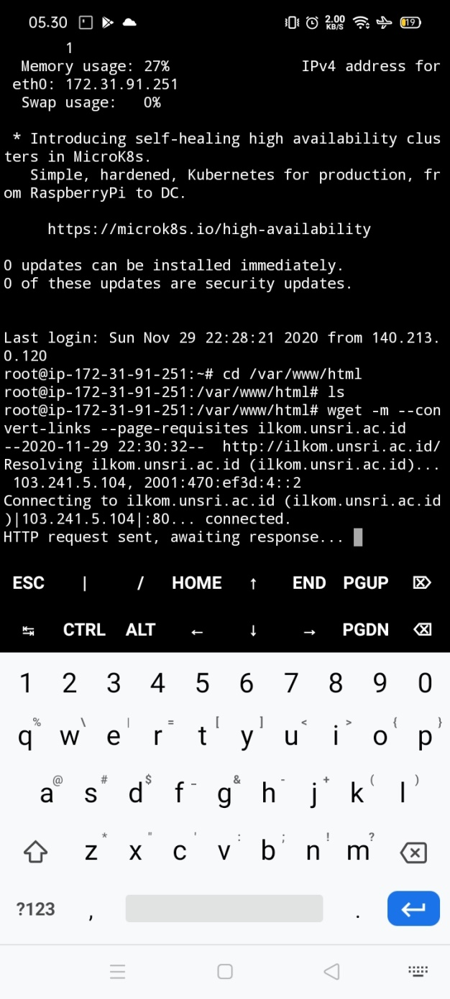 05.30 2.00 KB/S 19
1
Memory usage: 27% IPv4 address for
eth0: 172.31.91.251
Swap usage: 0%
* Introducing self-healing high availability clus
ters in MicroK8s.
Simple, hardened, Kubernetes for production, fr
om RaspberryPi to DC.
https://microk8s.io/high-availability
0 updates can be installed immediately.
0 of these updates are security updates.
Last login: Sun Nov 29 22:28:21 2020 from 140.213.
0.120
root@ip-172-31-91-251:~# cd /var/www/html
root@ip-172-31-91-251:/var/www/html# ls
root@ip-172-31-91-251:/var/www/html# wget -m --con
vert-links --page-requisites ilkom.unsri.ac.id
--2020-11-29 22:30:32-- http://ilkom.unsri.ac.id/
Resolving ilkom.unsri.ac.id (ilkom.unsri.ac.id)...
103.241.5.104, 2001:470:ef3d:4::2
Connecting to ilkom.unsri.ac.id (ilkom.unsri.ac.id
)|103.241.5.104|:80... connected.
HTTP request sent, awaiting response...
ESC | / HOME ↑ END PGUP ⌦
↹ CTRL ALT ← ↓ → PGDN ⌫
1 2 3 4 5 6 7 8 9 0
% \ | = [ ] < > { }
q w e r t y u i o p
@ # $ _ & - + ( )
a s d f g h j k l
* " ' : ; ! ?
z x c v b n m
?123 , .